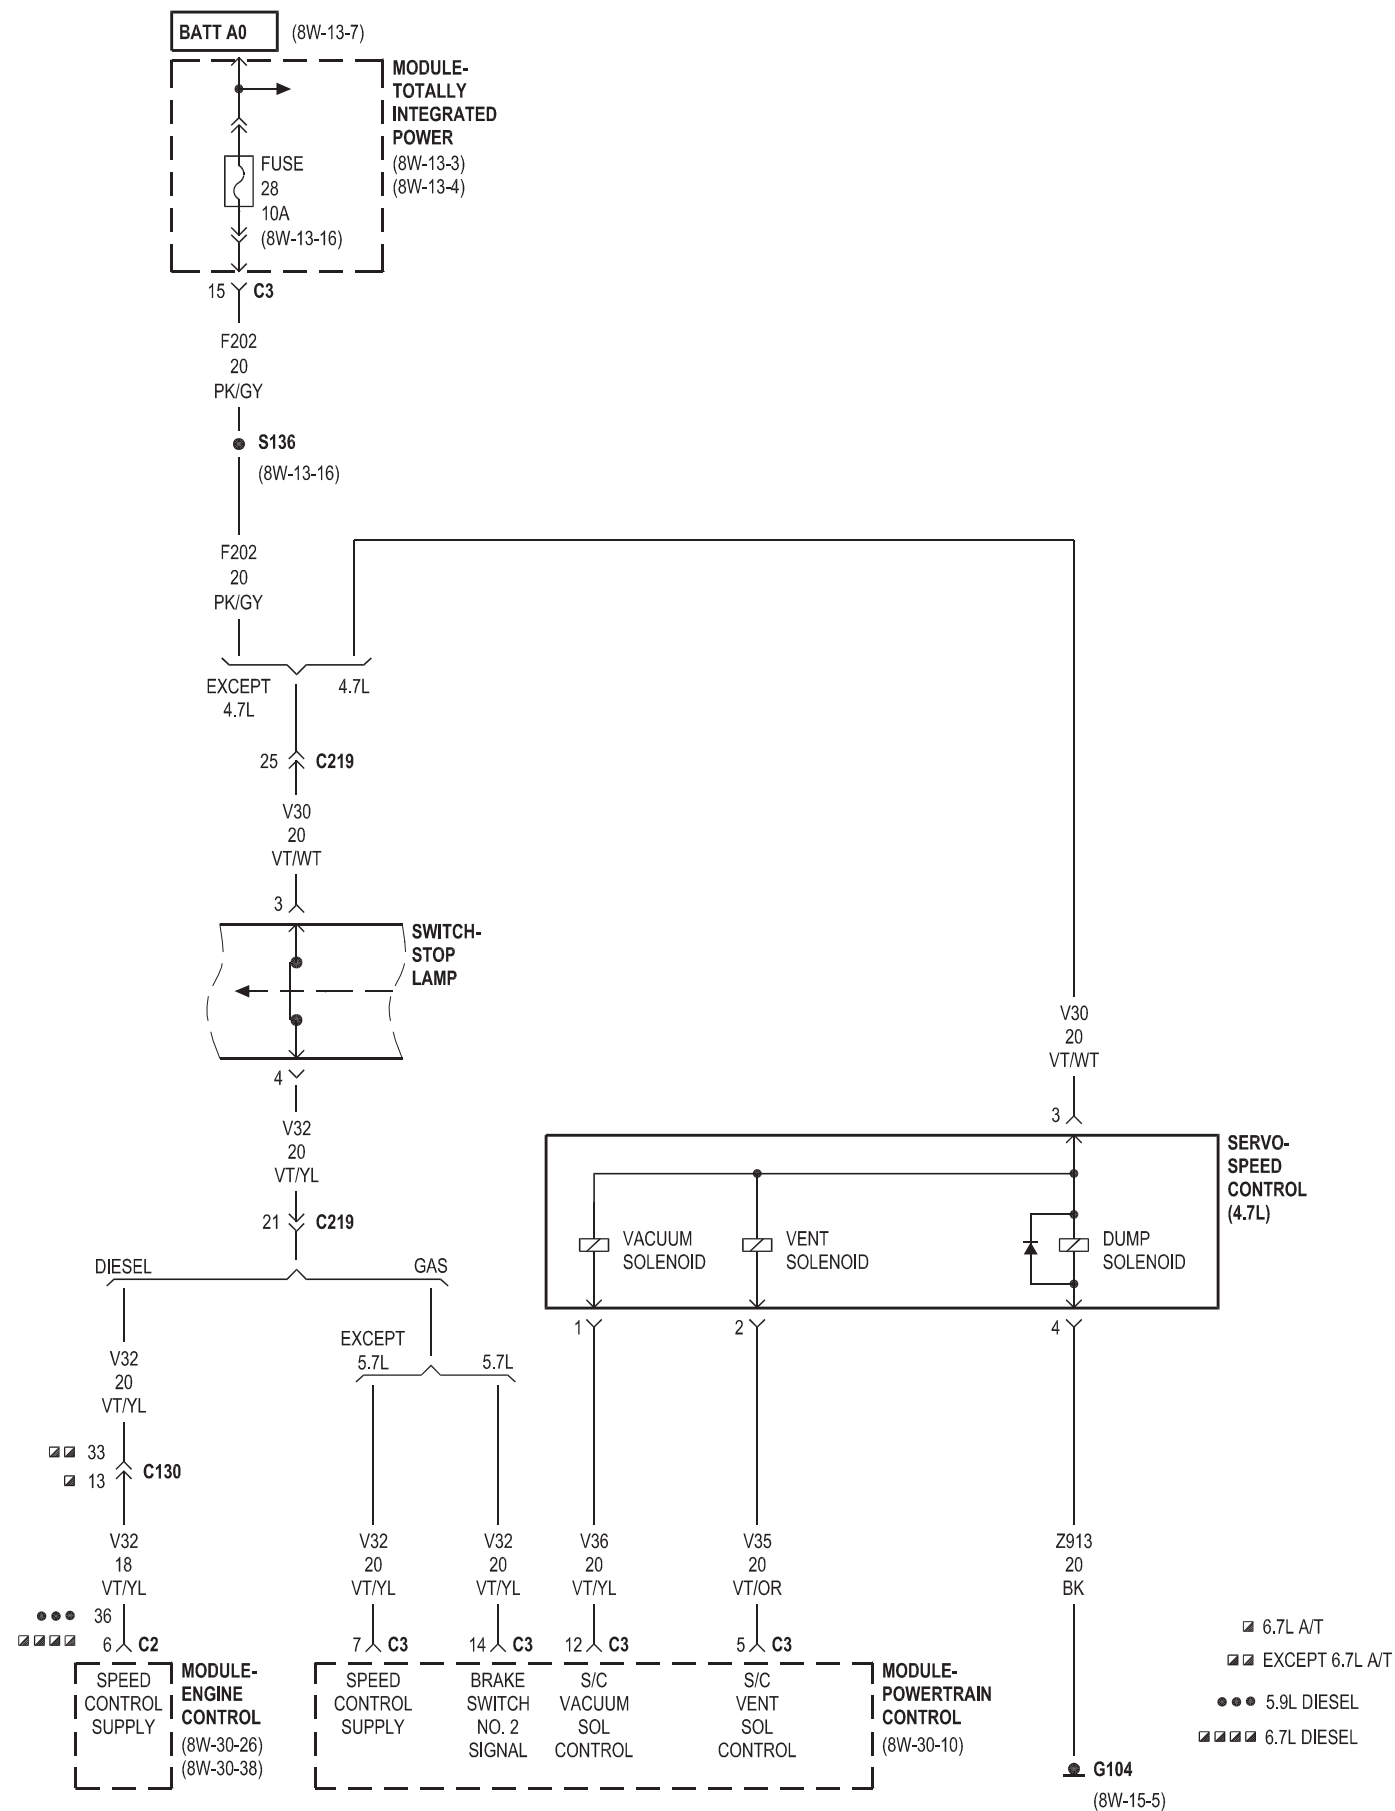 BATT A0 (8W-13-7)
MODULE-
TOTALLY
INTEGRATED
POWER
(8W-13-3)
(8W-13-4)
FUSE
28
10A
(8W-13-16)
15 C3
F202
20
PK/GY
S136
(8W-13-16)
F202
20
PK/GY
EXCEPT
4.7L
4.7L
25 C219
V30
20
VT/WT
3
SWITCH-
STOP
LAMP
4
V32
20
VT/YL
21 C219
DIESEL
GAS
V30
20
VT/WT
3
SERVO-
SPEED
CONTROL
(4.7L)
VACUUM
SOLENOID
VENT
SOLENOID
DUMP
SOLENOID
1
2
4
EXCEPT
5.7L
5.7L
V32
20
VT/YL
33
13
C130
V32
18
VT/YL
36
6 C2
V32
20
VT/YL
7 C3
V32
20
VT/YL
14 C3
V36
20
VT/YL
12 C3
V35
20
VT/OR
5 C3
Z913
20
BK
SPEED
CONTROL
SUPPLY
MODULE-
ENGINE
CONTROL
(8W-30-26)
(8W-30-38)
SPEED
CONTROL
SUPPLY
BRAKE
SWITCH
NO. 2
SIGNAL
S/C
VACUUM
SOL
CONTROL
S/C
VENT
SOL
CONTROL
MODULE-
POWERTRAIN
CONTROL
(8W-30-10)
G104
(8W-15-5)
6.7L A/T
EXCEPT 6.7L A/T
5.9L DIESEL
6.7L DIESEL